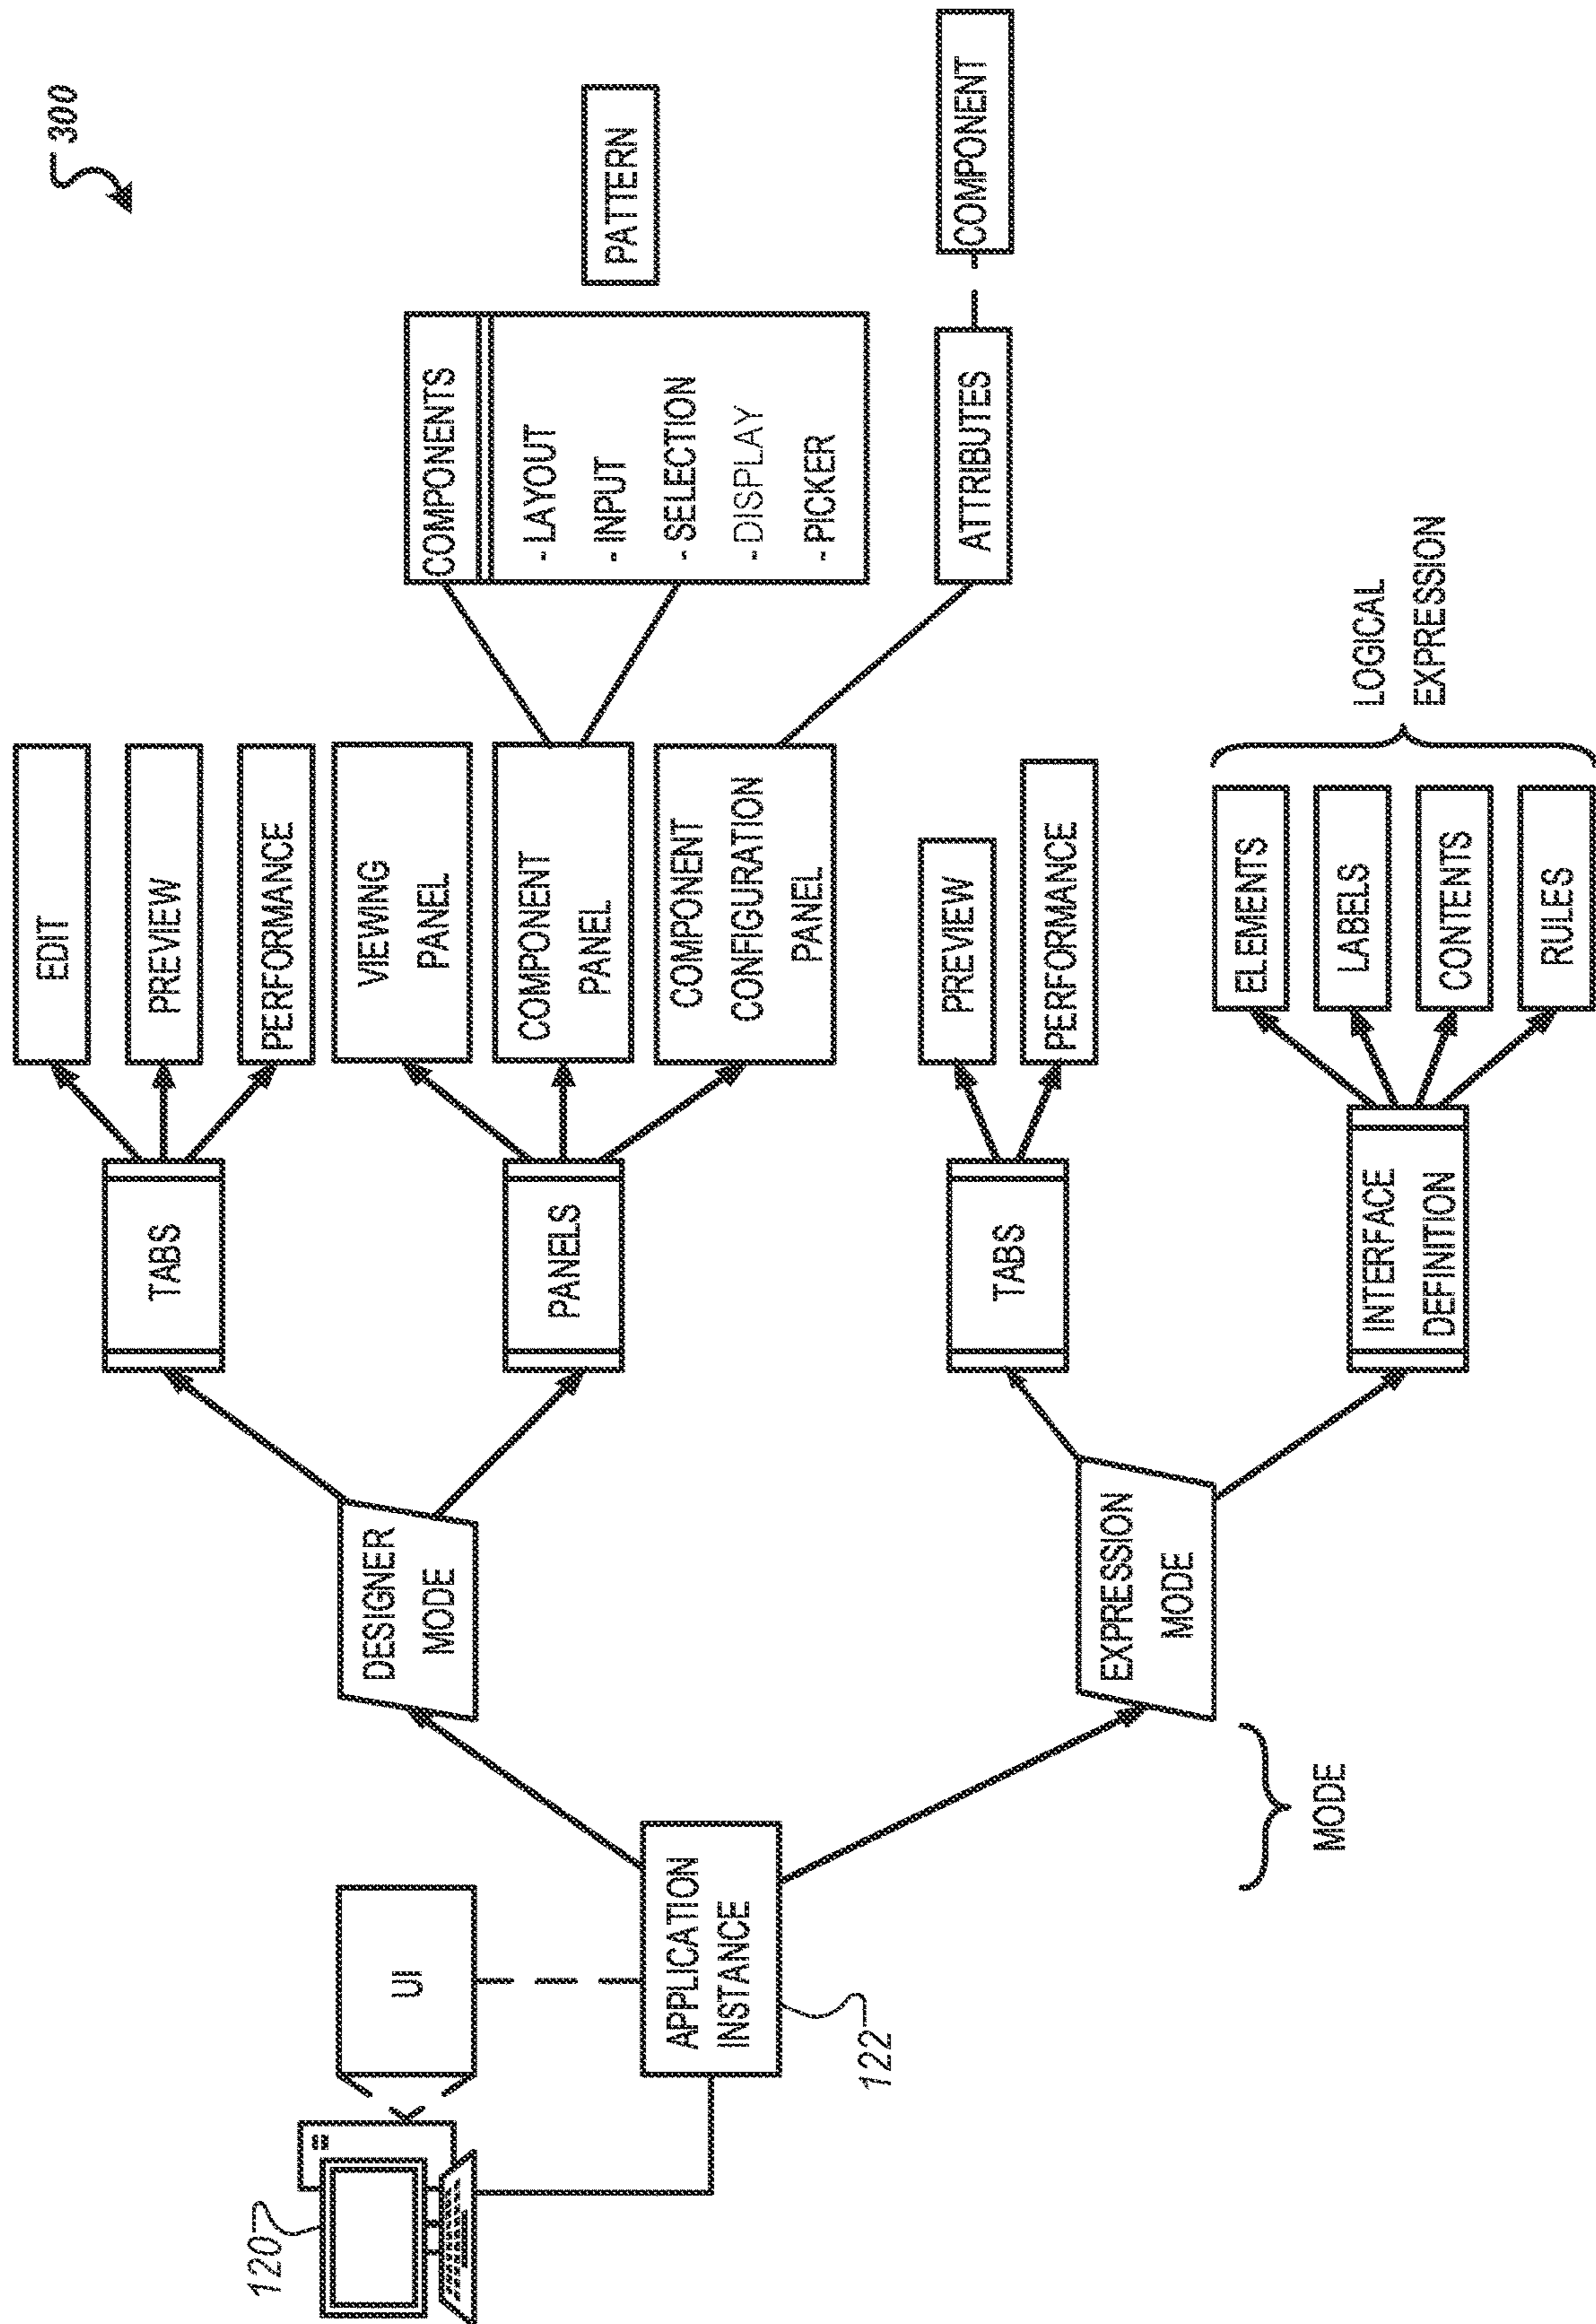 300
120
UI
APPLICATION
INSTANCE
122
MODE
DESIGNER
MODE
EXPRESSION
MODE
TABS
EDIT
PREVIEW
PERFORMANCE
PANELS
VIEWING
PANEL
COMPONENT
PANEL
COMPONENT
CONFIGURATION
PANEL
COMPONENTS
- LAYOUT
- INPUT
- SELECTION
- DISPLAY
- PICKER
PATTERN
ATTRIBUTES
COMPONENT
TABS
PREVIEW
PERFORMANCE
INTERFACE
DEFINITION
ELEMENTS
LABELS
CONTENTS
RULES
LOGICAL
EXPRESSION